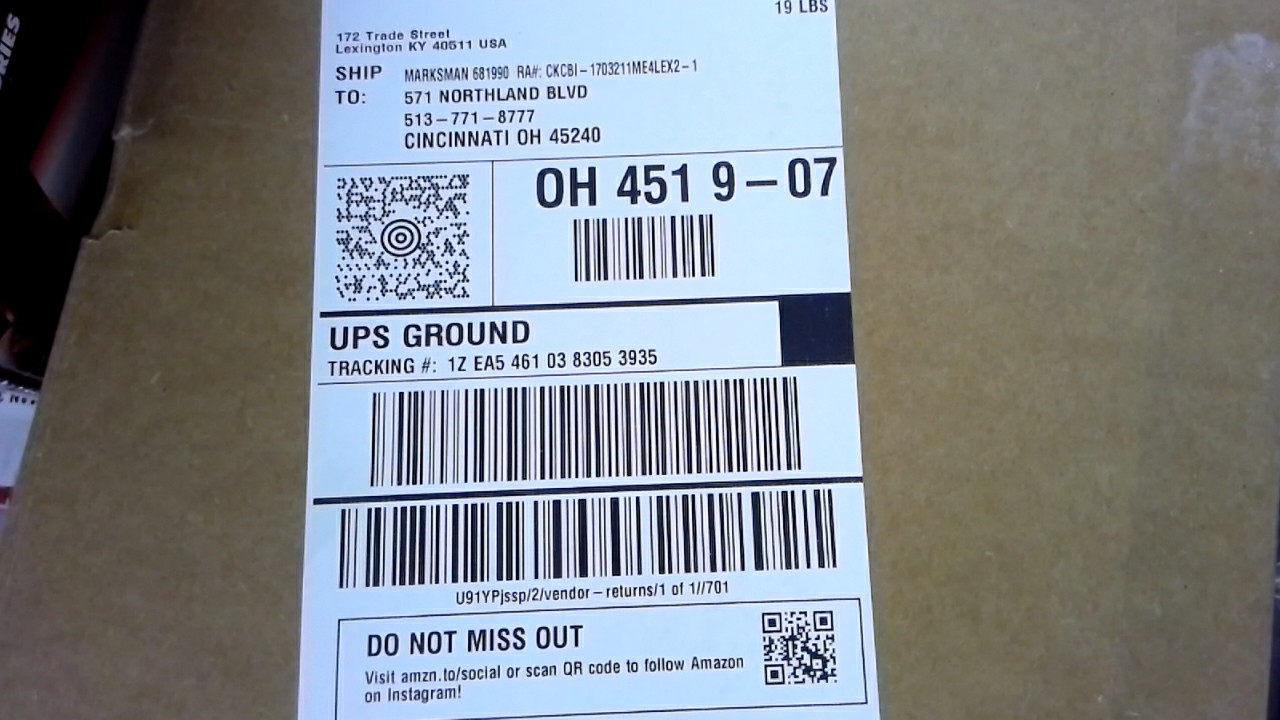 19 LBS
172 Trade Street
Lexington KY 40511 USA
SHIP TO:
MARKSMAN 681990 RA#: CKCBI-1703211ME4LEX2-1
571 NORTHLAND BLVD
513-771-8777
CINCINNATI OH 45240
OH 451 9-07
UPS GROUND
TRACKING #: 1Z EA5 461 03 8305 3935
U91YPjssp/2/vendor-returns/1 of 1//701
DO NOT MISS OUT
Visit amzn.to/social or scan QR code to follow Amazon
on Instagram!